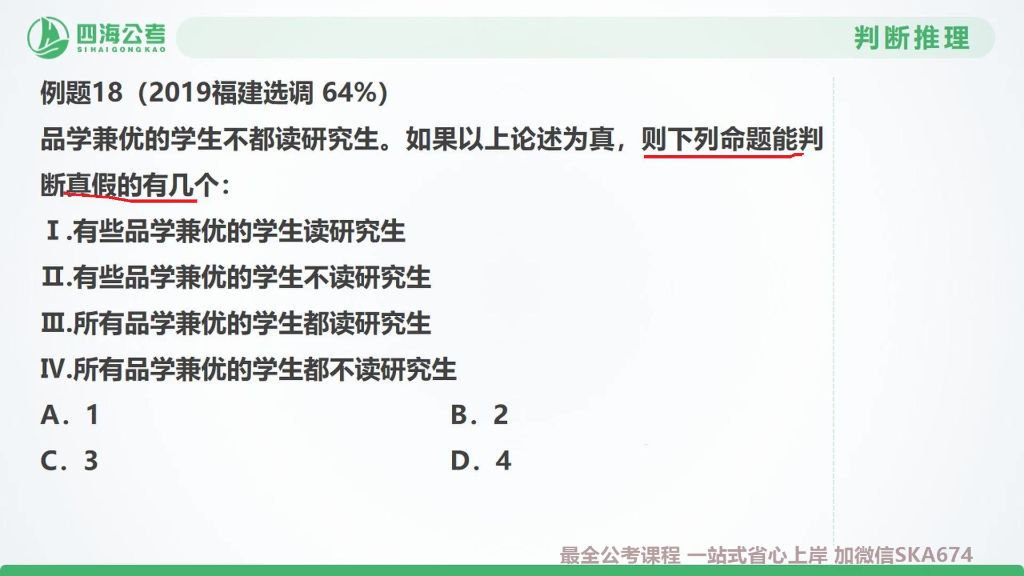 四海公考
SIHAIGONGKAO
判断推理
例题18（2019福建选调 64%）
品学兼优的学生不都读研究生。如果以上论述为真，则下列命题能判
断真假的有几个：
Ⅰ.有些品学兼优的学生读研究生
Ⅱ.有些品学兼优的学生不读研究生
Ⅲ.所有品学兼优的学生都读研究生
Ⅳ.所有品学兼优的学生都不读研究生
A．1
B．2
C．3
D．4
最全公考课程 一站式省心上岸 加微信SKA674